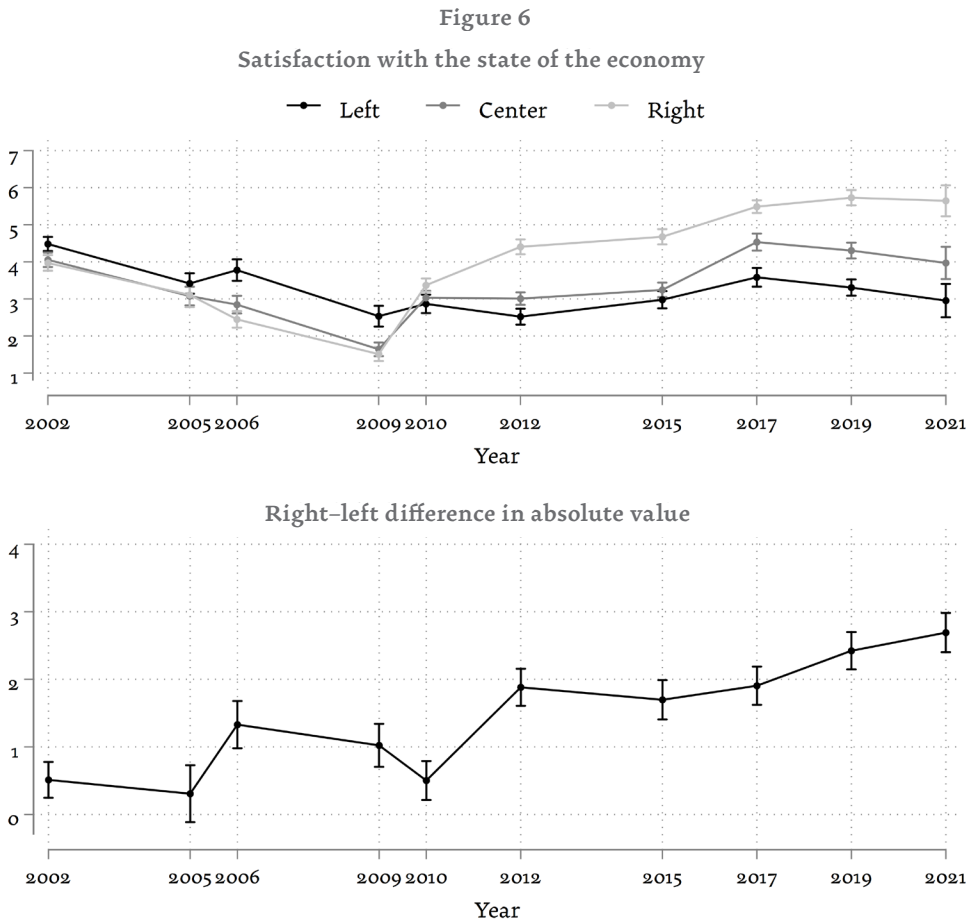 Figure 6
Satisfaction with the state of the economy
Left Center Right
7
6
5
4
3
2
1
2002 2005 2006 2009 2010 2012 2015 2017 2019 2021
Year
Right–left difference in absolute value
4
3
2
1
0
2002 2005 2006 2009 2010 2012 2015 2017 2019 2021
Year